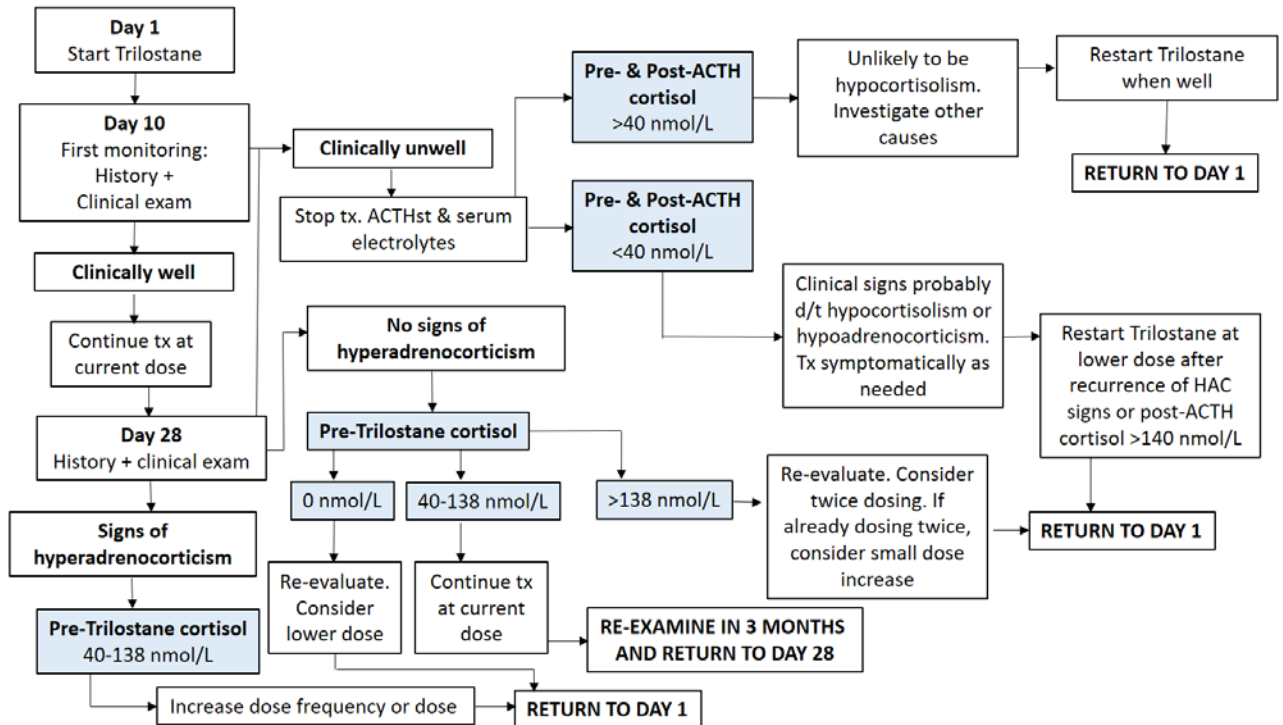 Day 1
Start Trilostane
Day 10
First monitoring:
History +
Clinical exam
Clinically well
Continue tx at
current dose
Day 28
History + clinical exam
Signs of
hyperadrenocorticism
Pre-Trilostane cortisol
40-138 nmol/L
Increase dose frequency or dose
RETURN TO DAY 1
Clinically unwell
Stop tx. ACTHst & serum
electrolytes
Pre- & Post-ACTH
cortisol
>40 nmol/L
Unlikely to be
hypocortisolism.
Investigate other
causes
Restart Trilostane
when well
RETURN TO DAY 1
Pre- & Post-ACTH
cortisol
<40 nmol/L
Clinical signs probably
d/t hypocortisolism or
hypoadrenocorticism.
Tx symptomatically as
needed
Restart Trilostane at
lower dose after
recurrence of HAC
signs or post-ACTH
cortisol >140 nmol/L
RETURN TO DAY 1
No signs of
hyperadrenocorticism
Pre-Trilostane cortisol
0 nmol/L
40-138 nmol/L
>138 nmol/L
Re-evaluate.
Consider
lower dose
Continue tx
at current
dose
Re-evaluate. Consider
twice dosing. If
already dosing twice,
consider small dose
increase
RE-EXAMINE IN 3 MONTHS
AND RETURN TO DAY 28